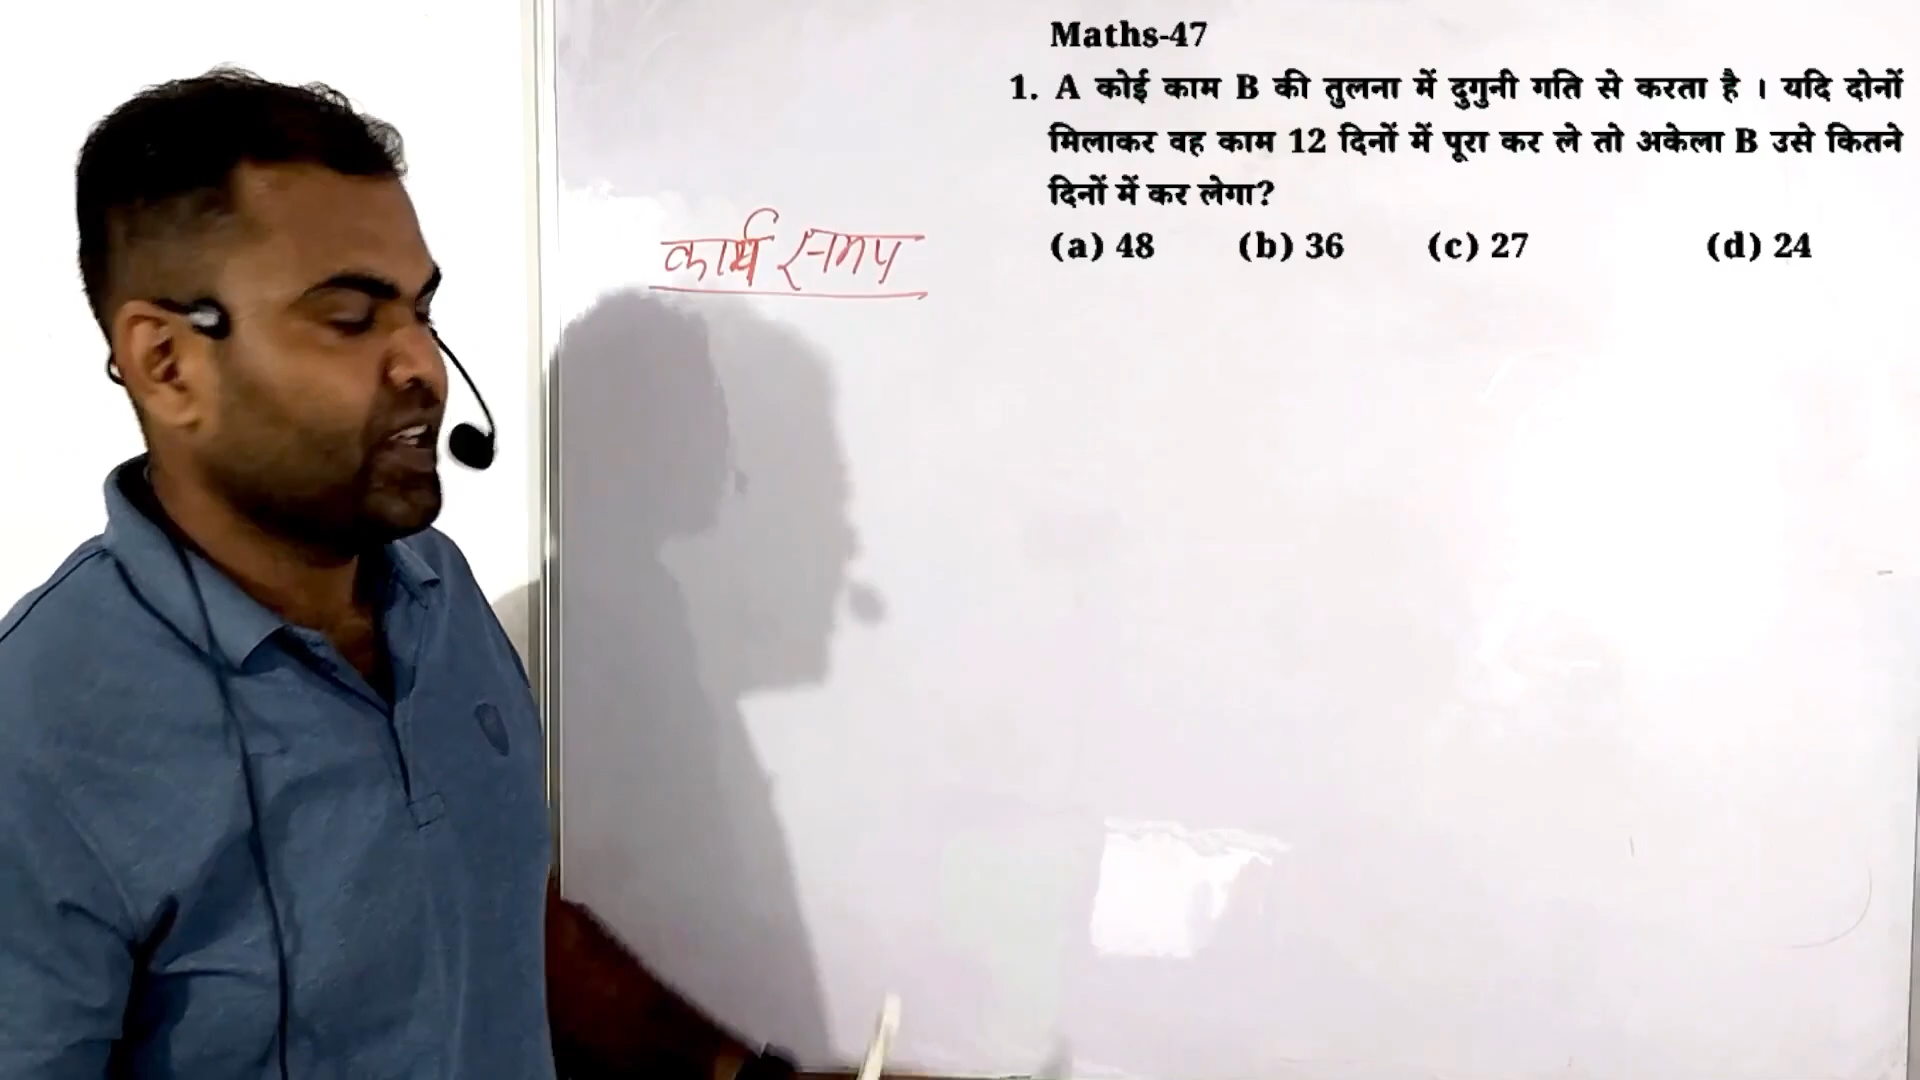 Maths-47
1. A कोई काम B की तुलना में दुगुनी गति से करता है । यदि दोनों
मिलाकर वह काम 12 दिनों में पूरा कर ले तो अकेला B उसे कितने
दिनों में कर लेगा?
(a) 48 (b) 36 (c) 27 (d) 24
कार्य समय